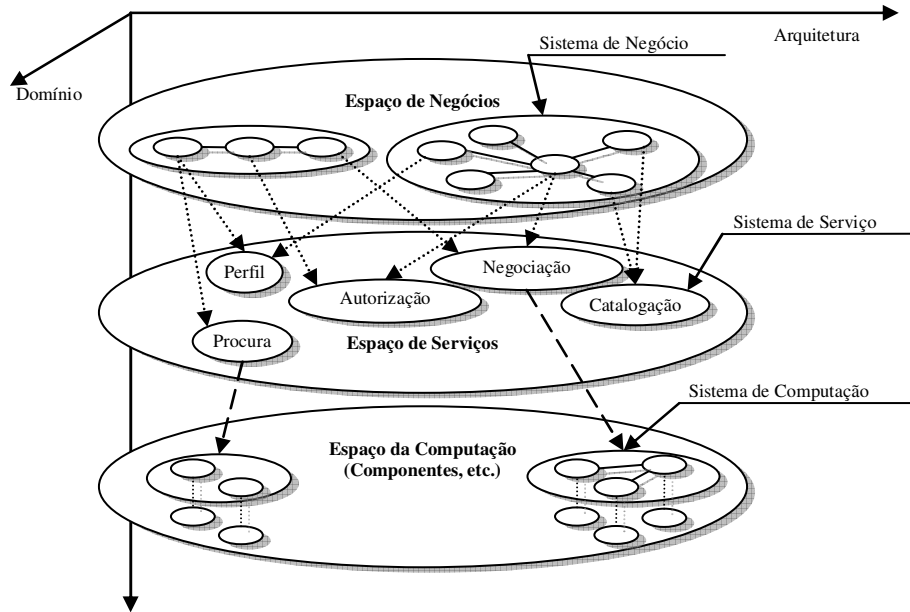 Arquitetura
Sistema de Negócio
Domínio
Espaço de Negócios
Sistema de Serviço
Perfil
Negociação
Autorização
Catalogação
Procura
Espaço de Serviços
Sistema de Computação
Espaço da Computação
(Componentes, etc.)